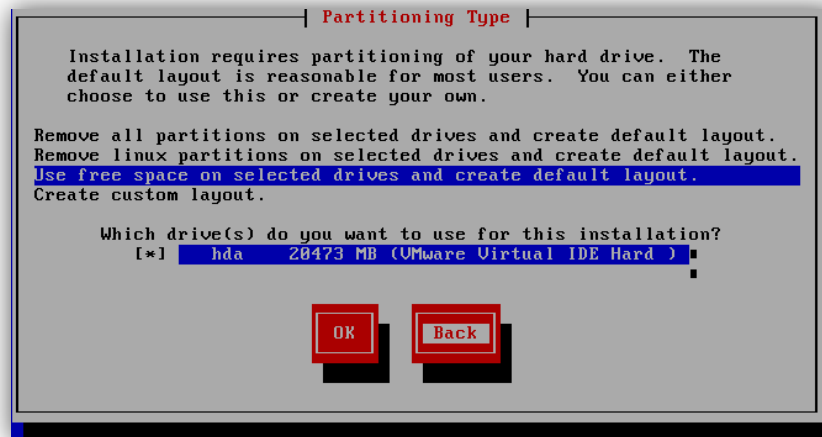 Partitioning Type
Installation requires partitioning of your hard drive.  The
default layout is reasonable for most users.  You can either
choose to use this or create your own.
Remove all partitions on selected drives and create default layout.
Remove linux partitions on selected drives and create default layout.
Use free space on selected drives and create default layout.
Create custom layout.
Which drive(s) do you want to use for this installation?
[*]   hda    20473 MB (VMware Virtual IDE Hard )
OK   Back